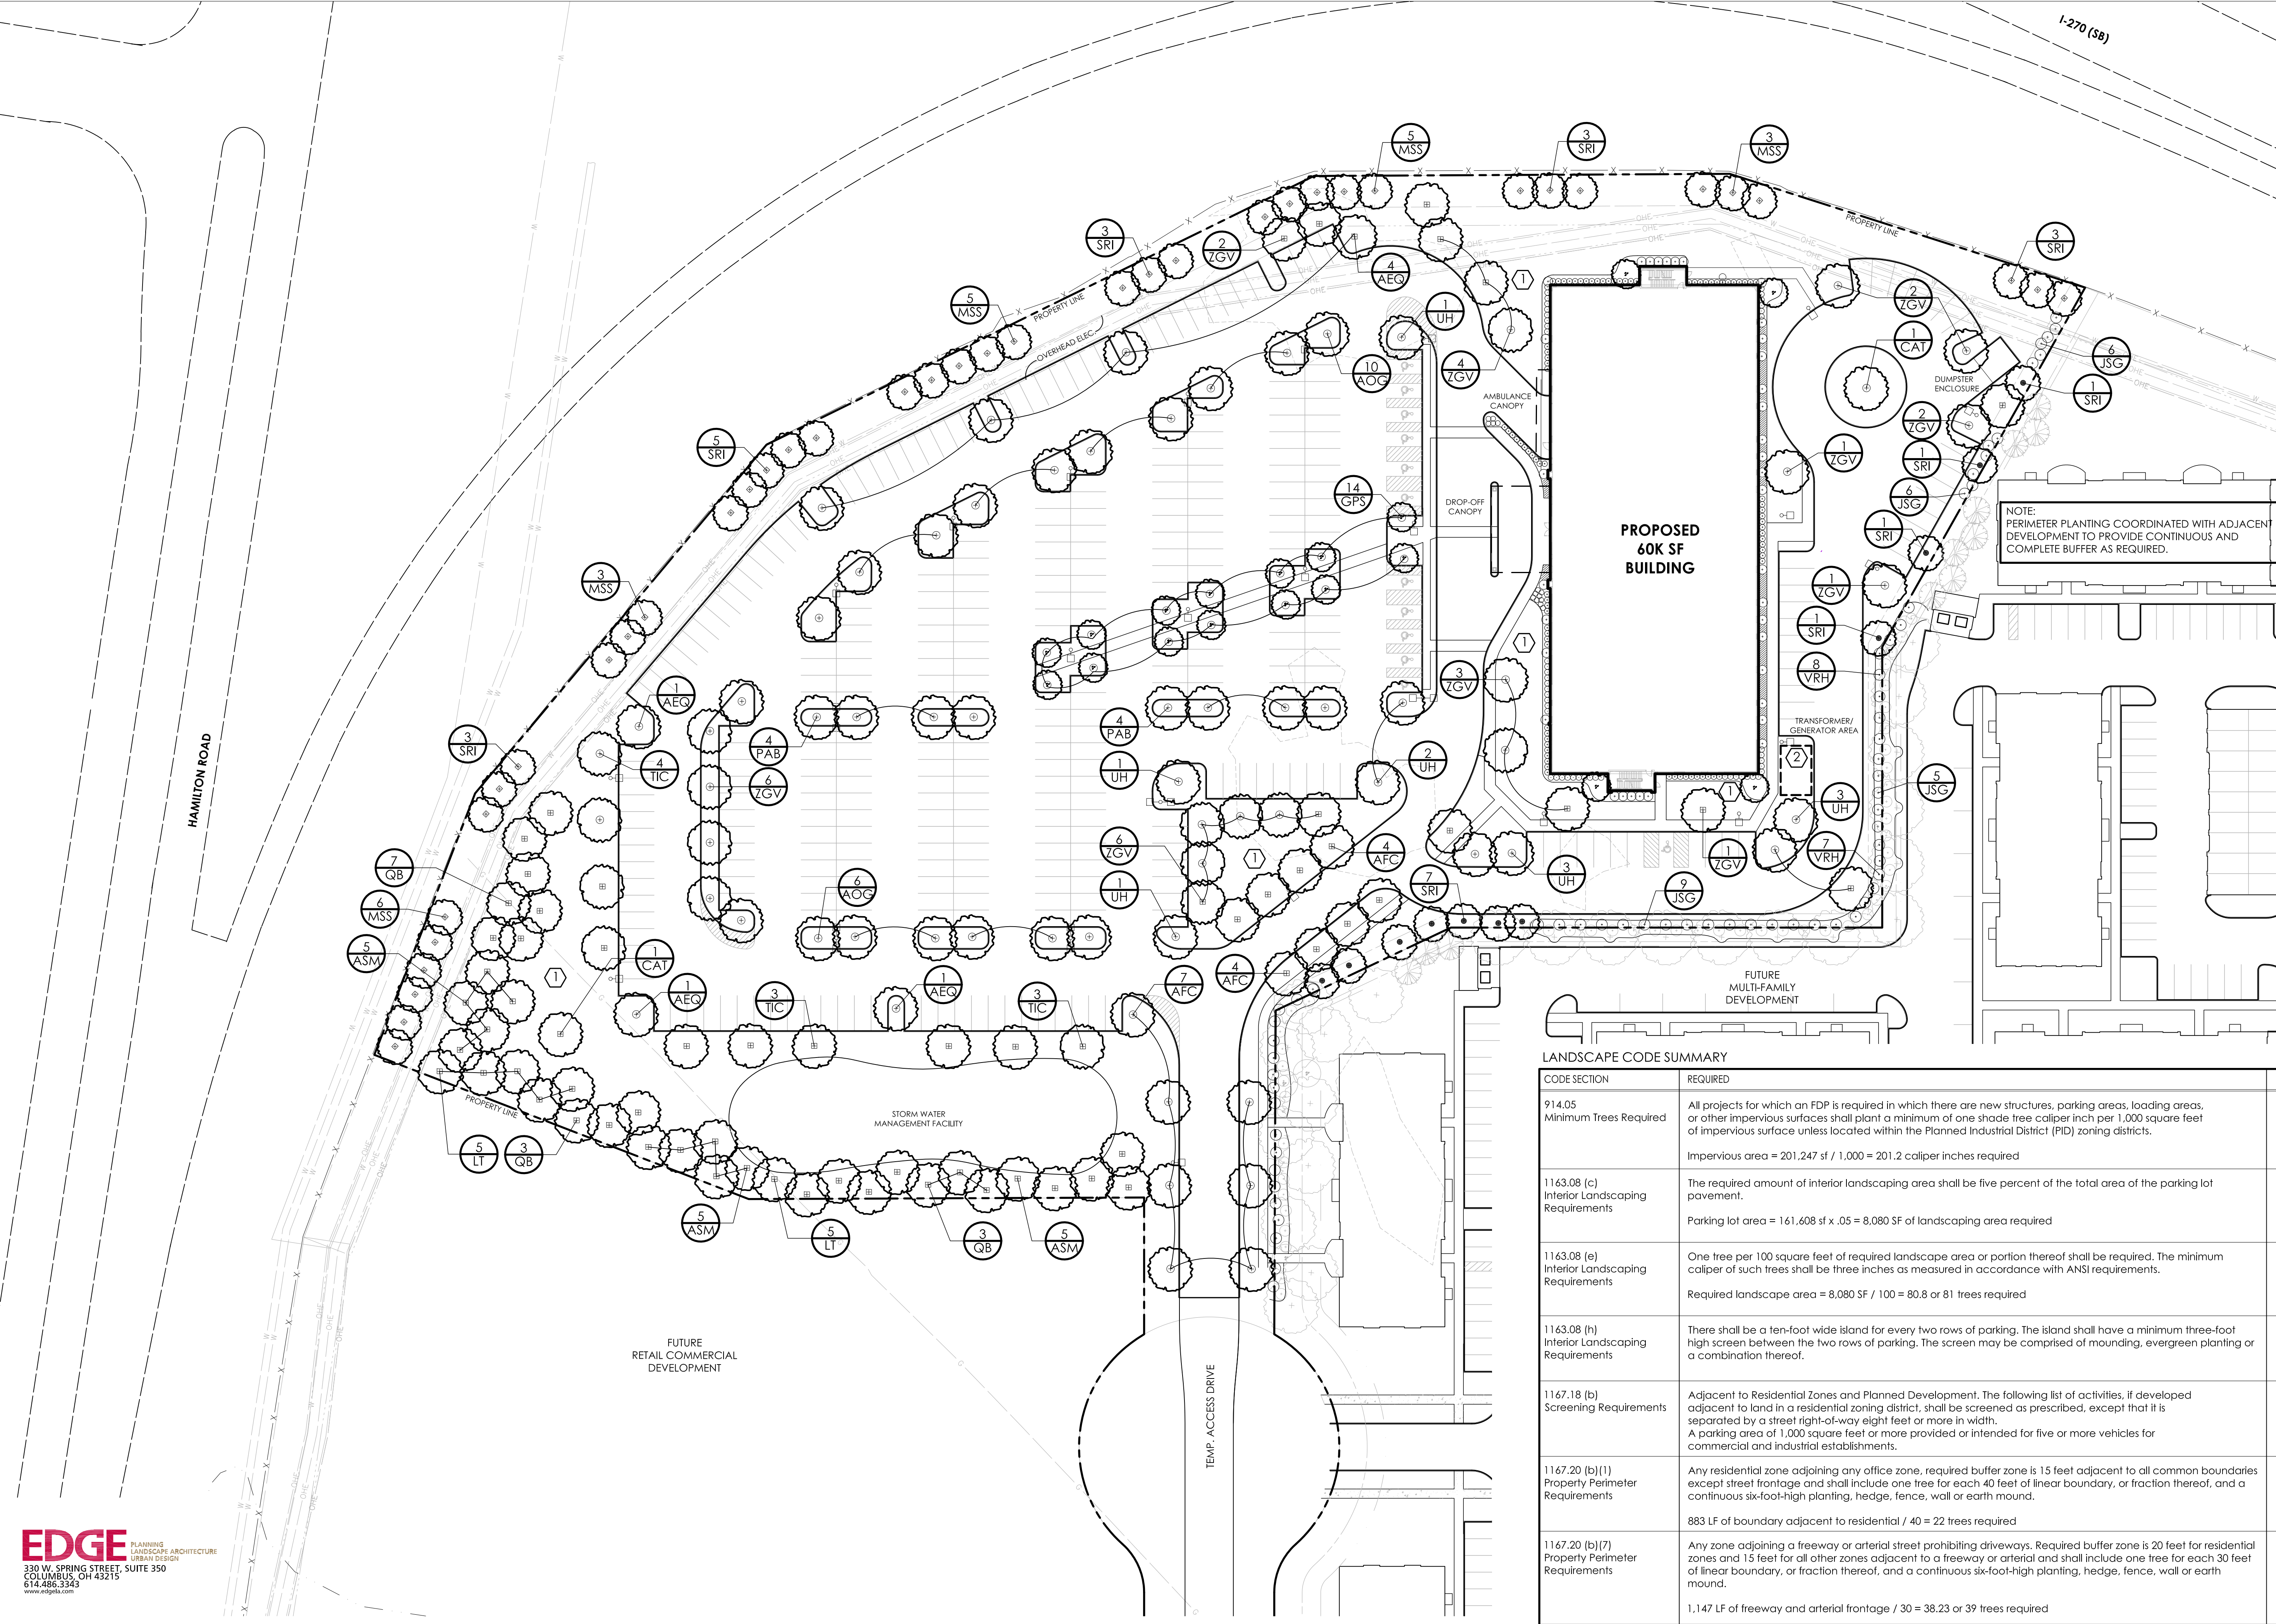 I-270 (SB)
5
MSS
3
SRI
3
MSS
PROPERTY LINE
3
SRI
3
SRI
2
ZGV
4
AEQ
1
2
ZGV
5
MSS
PROPERTY LINE
1
UH
OVERHEAD ELEC.
1
CAT
6
JSG
10
AOG
4
ZGV
DUMPSTER
ENCLOSURE
1
SRI
AMBULANCE
CANOPY
2
ZGV
5
SRI
1
ZGV
1
SRI
14
GPS
6
JSG
DROP-OFF
CANOPY
NOTE:
PERIMETER PLANTING COORDINATED WITH ADJACENT
DEVELOPMENT TO PROVIDE CONTINUOUS AND
COMPLETE BUFFER AS REQUIRED.
PROPOSED
60K SF
BUILDING
1
SRI
3
MSS
1
ZGV
1
SRI
1
8
VRH
3
ZGV
1
AEQ
TRANSFORMER/
GENERATOR AREA
4
PAB
4
PAB
3
SRI
2
4
TIC
6
ZGV
1
UH
2
UH
5
JSG
HAMILTON ROAD
1
3
UH
6
ZGV
4
AFC
1
1
ZGV
7
VRH
7
QB
3
UH
6
AOG
1
UH
7
SRI
9
JSG
6
MSS
5
ASM
1
CAT
1
1
AEQ
3
TIC
1
AEQ
3
TIC
7
AFC
4
AFC
FUTURE
MULTI-FAMILY
DEVELOPMENT
PROPERTY LINE
STORM WATER
MANAGEMENT FACILITY
5
LT
3
QB
5
ASM
5
LT
3
QB
5
ASM
FUTURE
RETAIL COMMERCIAL
DEVELOPMENT
TEMP. ACCESS DRIVE
LANDSCAPE CODE SUMMARY
CODE SECTION
REQUIRED
914.05
Minimum Trees Required
All projects for which an FDP is required in which there are new structures, parking areas, loading areas,
or other impervious surfaces shall plant a minimum of one shade tree caliper inch per 1,000 square feet
of impervious surface unless located within the Planned Industrial District (PID) zoning districts.
Impervious area = 201,247 sf / 1,000 = 201.2 caliper inches required
1163.08 (c)
Interior Landscaping
Requirements
The required amount of interior landscaping area shall be five percent of the total area of the parking lot
pavement.
Parking lot area = 161,608 sf x .05 = 8,080 SF of landscaping area required
1163.08 (e)
Interior Landscaping
Requirements
One tree per 100 square feet of required landscape area or portion thereof shall be required. The minimum
caliper of such trees shall be three inches as measured in accordance with ANSI requirements.
Required landscape area = 8,080 SF / 100 = 80.8 or 81 trees required
1163.08 (h)
Interior Landscaping
Requirements
There shall be a ten-foot wide island for every two rows of parking. The island shall have a minimum three-foot
high screen between the two rows of parking. The screen may be comprised of mounding, evergreen planting or
a combination thereof.
1167.18 (b)
Screening Requirements
Adjacent to Residential Zones and Planned Development. The following list of activities, if developed
adjacent to land in a residential zoning district, shall be screened as prescribed, except that it is
separated by a street right-of-way eight feet or more in width.
A parking area of 1,000 square feet or more provided or intended for five or more vehicles for
commercial and industrial establishments.
1167.20 (b)(1)
Property Perimeter
Requirements
Any residential zone adjoining any office zone, required buffer zone is 15 feet adjacent to all common boundaries
except street frontage and shall include one tree for each 40 feet of linear boundary, or fraction thereof, and a
continuous six-foot-high planting, hedge, fence, wall or earth mound.
883 LF of boundary adjacent to residential / 40 = 22 trees required
1167.20 (b)(7)
Property Perimeter
Requirements
Any zone adjoining a freeway or arterial street prohibiting driveways. Required buffer zone is 20 feet for residential
zones and 15 feet for all other zones adjacent to a freeway or arterial and shall include one tree for each 30 feet
of linear boundary, or fraction thereof, and a continuous six-foot-high planting, hedge, fence, wall or earth
mound.
1,147 LF of freeway and arterial frontage / 30 = 38.23 or 39 trees required
EDGE
PLANNING
LANDSCAPE ARCHITECTURE
URBAN DESIGN
330 W. SPRING STREET, SUITE 350
COLUMBUS, OH 43215
614.486.3343
www.edgela.com